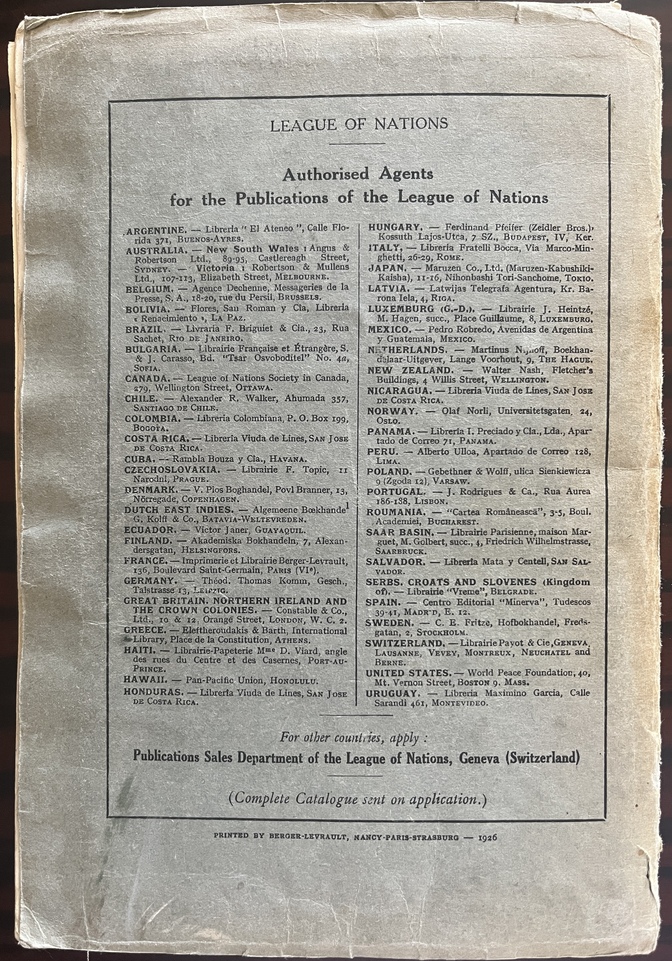 LEAGUE OF NATIONS
Authorised Agents
for the Publications of the League of Nations
ARGENTINE. — Libreria “ El Ateneo ”, Calle Flo-
rida 371, BUENOS-AYRES.
AUSTRALIA. — New South Wales : Angus &
Robertson Ltd., 89-95, Castlereagh Street,
SYDNEY. — Victoria : Robertson & Mullens
Ltd., 107-113, Elizabeth Street, MELBOURNE.
BELGIUM. — Agence Dechenne, Messageries de la
Presse, S. A., 18-20, rue du Persil, BRUSSELS.
BOLIVIA. — Flores, San Roman y Cia, Libreria
« Renacimiento », LA PAZ.
BRAZIL. — Livraria F. Briguiet & Cia., 23, Rua
Sachet, RIO DE JANEIRO.
BULGARIA. — Librairie Française et Étrangère, S.
& J. Carasso, Bd. “Tsar Osvoboditel” No. 4a,
SOFIA.
CANADA. — League of Nations Society in Canada,
279, Wellington Street, OTTAWA.
CHILE. — Alexander R. Walker, Ahumada 357,
SANTIAGO DE CHILE.
COLOMBIA. — Libreria Colombiana, P. O. Box 199,
BOGOTA.
COSTA RICA. — Libreria Viuda de Lines, SAN JOSE
DE COSTA RICA.
CUBA. — Rambla Bouza y Cia., HAVANA.
CZECHOSLOVAKIA. — Librairie F. Topic, 11
Narodni, PRAGUE.
DENMARK. — V. Pios Boghandel, Povl Branner, 13,
Nörregade, COPENHAGEN.
DUTCH EAST INDIES. — Algemeene Boekhandel
G. Kolff & Co., BATAVIA-WELTEVREDEN.
ECUADOR. — Victor Janer, GUAYAQUIL.
FINLAND. — Akademiska Bokhandeln, 7, Alexan-
dersgatan, HELSINGFORS.
FRANCE. — Imprimerie et Librairie Berger-Levrault,
136, Boulevard Saint-Germain, PARIS (VIe).
GERMANY. — Théod. Thomas Komm. Gesch.,
Talstrasse 13, LEIPZIG.
GREAT BRITAIN, NORTHERN IRELAND AND
THE CROWN COLONIES. — Constable & Co.,
Ltd., 10 & 12, Orange Street, LONDON, W. C. 2.
GREECE. — Eleftheroudakis & Barth, International
Library, Place de la Constitution, ATHENS.
HAITI. — Librairie-Papeterie Mme D. Viard, angle
des rues du Centre et des Casernes, PORT-AU-
PRINCE.
HAWAII. — Pan-Pacific Union, HONOLULU.
HONDURAS. — Libreria Viuda de Lines, SAN JOSE
DE COSTA RICA.
HUNGARY. — Ferdinand Pfeifer (Zeidler Bros.)
Kossuth Lajos-Utca, 7 SZ., BUDAPEST, IV, Ker.
ITALY. — Libreria Fratelli Bocca, Via Marco-Min-
ghetti, 26-29, ROME.
JAPAN. — Maruzen Co., Ltd. (Maruzen-Kabushiki-
Kaisha), 11-16, Nihonbashi Tori-Sanchome, TOKIO.
LATVIA. — Latwijas Telegrafa Agentura, Kr. Ba-
rona Iela, 4, RIGA.
LUXEMBURG (G.-D.). — Librairie J. Heintzé,
M. Hagen, succ., Place Guillaume, 8, LUXEMBURG.
MEXICO. — Pedro Robredo, Avenidas de Argentina
y Guatemala, MEXICO.
NETHERLANDS. — Martinus Nijhoff, Boekhan-
delaar-Uitgever, Lange Voorhout, 9, THE HAGUE.
NEW ZEALAND. — Walter Nash, Fletcher’s
Buildings, 4 Willis Street, WELLINGTON.
NICARAGUA. — Libreria Viuda de Lines, SAN JOSE
DE COSTA RICA.
NORWAY. — Olaf Norli, Universitetsgaten 24,
OSLO.
PANAMA. — Libreria I. Preciado y Cia., Lda., Apar-
tado de Correo 71, PANAMA.
PERU. — Alberto Ulloa, Apartado de Correo 128,
LIMA.
POLAND. — Gebethner & Wolff, ulica Sienkiewicza
9 (Zgoda 12), VARSAW.
PORTUGAL. — J. Rodrigues & Ca., Rua Aurea
186-188, LISBON.
ROUMANIA. — “Cartea Românească”, 3-5, Boul.
Academiei, BUCHAREST.
SAAR BASIN. — Librairie Parisienne, maison Mar-
guet, M. Golbert, succ., 4, Friedrich Wilhelmstrasse,
SAARBRUCK.
SALVADOR. — Libreria Mata y Centell, SAN SAL-
VADOR.
SERBS, CROATS AND SLOVENES (Kingdom
of). — Librairie “Vreme”, BELGRADE.
SPAIN. — Centro Editorial “Minerva”, Tudescos
39-41, MADRID, E. 12.
SWEDEN. — C. E. Fritze, Hofbokhandel, Freds-
gatan, 2, STOCKHOLM.
SWITZERLAND. — Librairie Payot & Cie, GENEVA,
LAUSANNE, VEVEY, MONTREUX, NEUCHATEL and
BERNE.
UNITED STATES. — World Peace Foundation, 40,
Mt. Vernon Street, BOSTON 9, MASS.
URUGUAY. — Libreria Maximino Garcia, Calle
Sarandi 461, MONTEVIDEO.
For other countries, apply :
Publications Sales Department of the League of Nations, Geneva (Switzerland)
(Complete Catalogue sent on application.)
PRINTED BY BERGER-LEVRAULT, NANCY-PARIS-STRASBURG — 1926